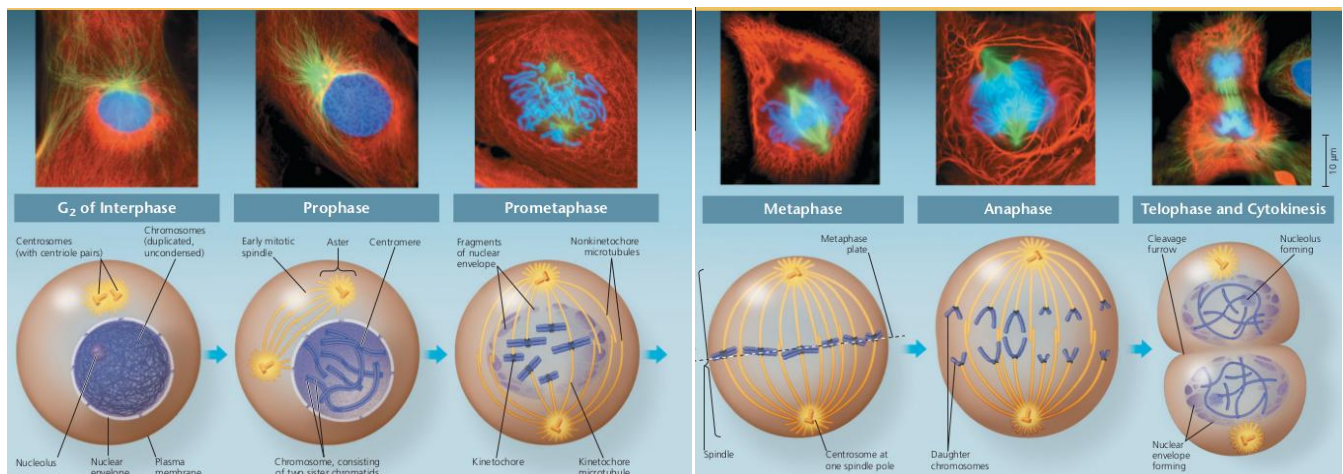 10 μm
G₂ of Interphase
Prophase
Prometaphase
Metaphase
Anaphase
Telophase and Cytokinesis
Centrosomes
(with centriole pairs)
Chromosomes
(duplicated,
uncondensed)
Early mitotic
spindle
Aster
Centromere
Fragments
of nuclear
envelope
Nonkinetochore
microtubules
Metaphase
plate
Cleavage
furrow
Nucleolus
forming
Nucleolus
Nuclear
envelope
Plasma
membrane
Chromosome, consisting
of two sister chromatids
Kinetochore
Kinetochore
microtubule
Spindle
Centrosome at
one spindle pole
Daughter
chromosomes
Nuclear
envelope forming